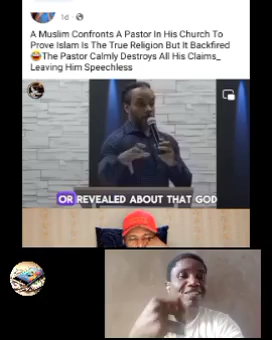 1d ·
A Muslim Confronts A Pastor In His Church To
Prove Islam Is The True Religion But It Backfired
😂The Pastor Calmly Destroys All His Claims_
Leaving Him Speechless
OR REVEALED ABOUT THAT GOD